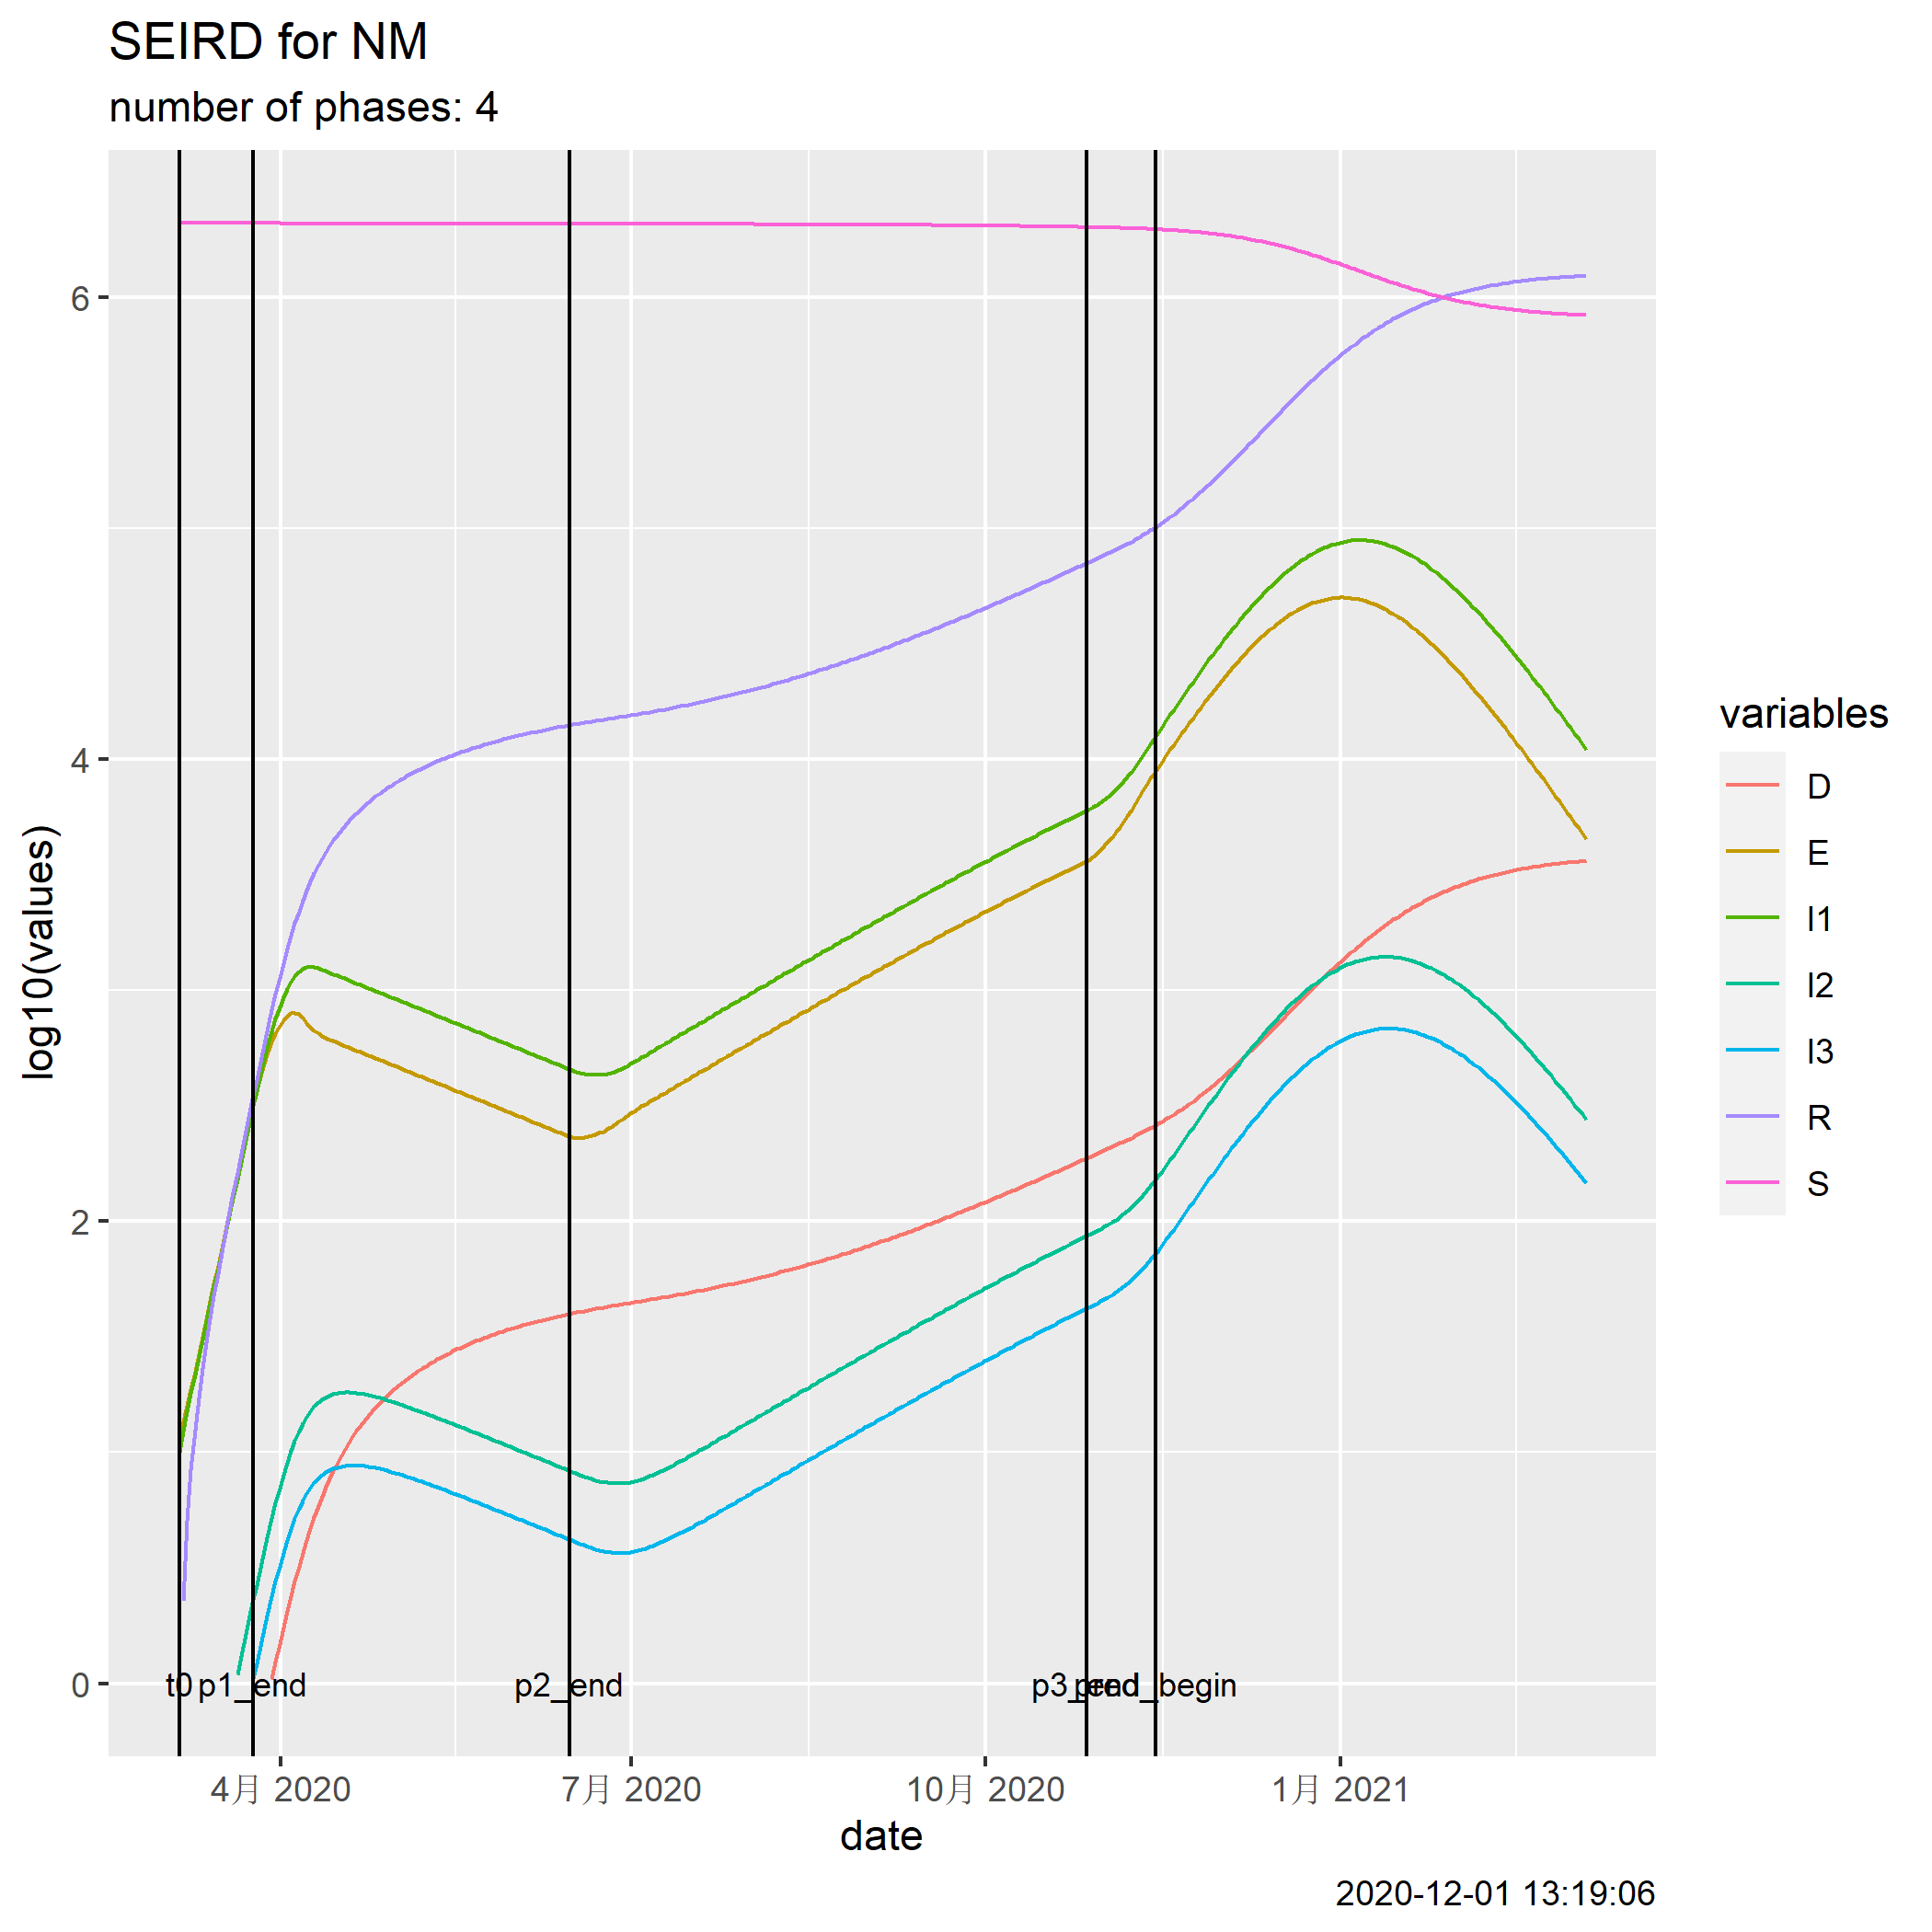 SEIRD for NM
number of phases: 4
log10(values)
6
4
2
0
t0 p1_end p2_end p3_end pred_begin
4月 2020 7月 2020 10月 2020 1月 2021
date
variables
D
E
I1
I2
I3
R
S
2020-12-01 13:19:06